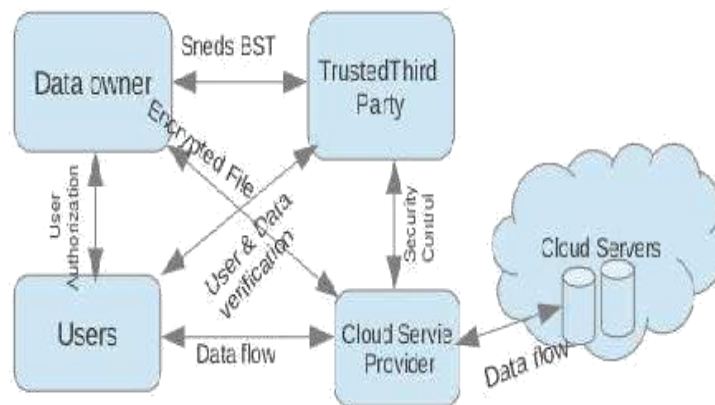 Sneds BST
Data owner
TrustedThird
Party
Encrypted File
User
Authorization
User & Data
verification
Security
Control
Cloud Servers
Users
Data flow
Cloud Servie
Provider
Data flow